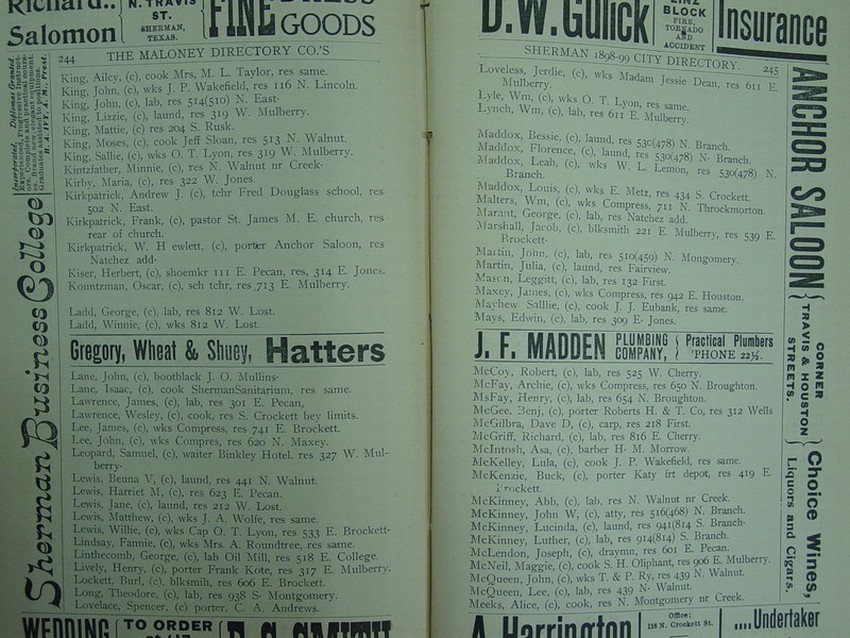 Richard..
Salomon
N. TRAVIS
ST.
SHERMAN,
TEXAS.
FINE DRESS
GOODS
244 THE MALONEY DIRECTORY CO.'S
King, Ailcy, (c), cook Mrs, M. L. Taylor, res same.
King, John, (c), wks J. P. Wakefield, res 116 N. Lincoln.
King, John, (c), lab, res 514(510) N. East·
King, Lizzie, (c), laund, res 319 W. Mulberry.
King, Mattie, (c) res 204 S. Rusk.
King, Moses, (c), cook Jeff Sloan, res 513 N. Walnut.
King, Sallie, (c), wks O. T. Lyon, res 319 W. Mulberry.
Kintzfather, Minnie, (c), res N. Walnut nr Creek·
Kirby, Maria, (c), res 322 W. Jones.
Kirkpatrick, Andrew J. (c), tchr Fred Douglass school, res
502 N. East.
Kirkpatrick, Frank, (c), pastor St. James M. E. church, res
rear of church.
Kirkpatrick, W. H ewlett, (c), porter Anchor Saloon, res
Natchez add·
Kiser, Herbert, (c), shoemkr 111 E. Pecan, res, 314 E. Jones.
Kountzman, Oscar, (c), sch tchr, res 713 E. Mulberry.
Ladd, George, (c), lab, res 812 W. Lost.
Ladd, Winnie, (c), wks 812 W. Lost.
Gregory, Wheat & Shuey, Hatters
Lane, John, (c), bootblack J. O. Mullins·
Lane, Isaac, (c), cook ShermanSanitarium, res same.
Lawrence, James, (c), lab, res 301 E. Pecan,
Lawrence, Wesley, (c), cook, res S. Crockett bey limits.
Lee, James, (c), wks Compress, res 741 E. Brockett.
Lee, John, (c), wks Compres, res 620 N. Maxey.
Leopard, Samuel, (c), waiter Binkley Hotel. res 327 W. Mul-
berry·
Lewis, Benna V, (c), laund, res 441 N. Walnut.
Lewis, Harriet M, (c), res 623 E. Pecan.
Lewis, Jane, (c), laund, res 212 W. Lost.
Lewis, Matthew, (c), wks J. A. Wolfe, res same.
Lewis, Willie, (c), wks Cap O. T. Lyon, res 533 E. Brockett·
Lindsay, Fannie, (c), wks Mrs. A. Roundtree, res same.
Linthecomb, George, (c), lab Oil Mill, res 518 E. College.
Lively, Henry, (c), porter Frank Kote, res 317 E. Mulberry.
Lockett, Burl, (c), blksmih, res 606 E. Brockett.
Long, Theodore, (c), lab, res 938 S· Montgomery.
Lovelace, Spencer, (c) porter, C. A. Andrews.
Sherman Business College
Incorporated. Diplomas Granted.
H. A. IVY, A. M., Prest.
WEDDING
TO ORDER
D. W. Gulick
BLOCK
FIRE,
TORNADO
AND
ACCIDENT
Insurance
SHERMAN 1898-99 CITY DIRECTORY. 245
Loveless, Jerdie, (c), wks Madam Jessie Dean, res 611 E.
Mulberry.
Lyle, Wm, (c), wks O. T. Lyon, res same.
Lynch, Wm, (c), lab, res 611 E. Mulberry.
Maddox, Bessie, (c), laund, res 530(478) N. Branch.
Maddox, Florence, (c), laund, res 530(478) N· Branch.
Maddox, Leah, (c), wks W. L. Lemon, res 530(478) N.
Branch.
Maddox, Louis, (c), wks E. Metz, res 434 S. Crockett.
Malters, Wm, (c), wks Compress, 711 N. Throckmorton.
Marant, George, (c), lab, res Natchez add.
Marshall, Jacob, (c), blksmith 221 E. Mulberry, res 539 E.
Brockett·
Martin, John, (c), lab, res 510(459) N. Mongomery.
Martin, Julia, (c), laund, res Fairview.
Mason, Leggitt, (c), lab, res 132 First.
Maxey, James, (c), wks Compress, res 942 E. Houston.
Mayhew Salllie, (c), cook J. J. Eubank, res same.
Mays, Edwin, (c), lab, res 309 E· Jones.
J. F. MADDEN PLUMBING
COMPANY,
Practical Plumbers
'PHONE 22½.
McCoy, Robert, (c), lab, res 525 W. Cherry.
McFay, Archie, (c), wks Compress, res 650 N. Broughton.
MsFay, Henry, (c), lab, res 654 N. Broughton.
McGee. Benj, (c), porter Roberts H. & T. Co, res 312 Wells
McGilbra, Dave D, (c), carp, res 218 First.
McGriff, Richard, (c), lab, res 816 E. Cherry.
McIntosh, Asa, (c), barber H· M. Morrow.
McKelley, Lula, (c), cook J. P. Wakefield, res same.
McKenzie, Buck, (c), porter Katy frt depot, res 419 E.
Brockett.
McKinney, Abb, (c), lab, res N. Walnut nr Creek.
McKinney, John W, (c), atty, res 516(468) N. Branch.
McKinney, Lucinda, (c), laund, res 941(814 S. Branch·
McKinney, Luther, (c), lab, res 914(814) S. Branch.
McLendon, Joseph, (c), draymn, res 601 E. Pecan.
McNeil, Maggie, (c), cook S. H. Oliphant, res 906 E. Mulberry.
McQueen, John, (c), wks T. & P. Ry, res 439 N. Walnut.
McQueen, Lee, (c), lab, res 439 N. Walnut.
Meeks, Alice, (c), cook, res N. Montgomery nr Creek.
ANCHOR SALOON
CORNER
TRAVIS & HOUSTON
STREETS.
Choice Wines,
Liquors and Cigars.
A. Harrington
Office:
116 N. Crockett St.
....Undertaker